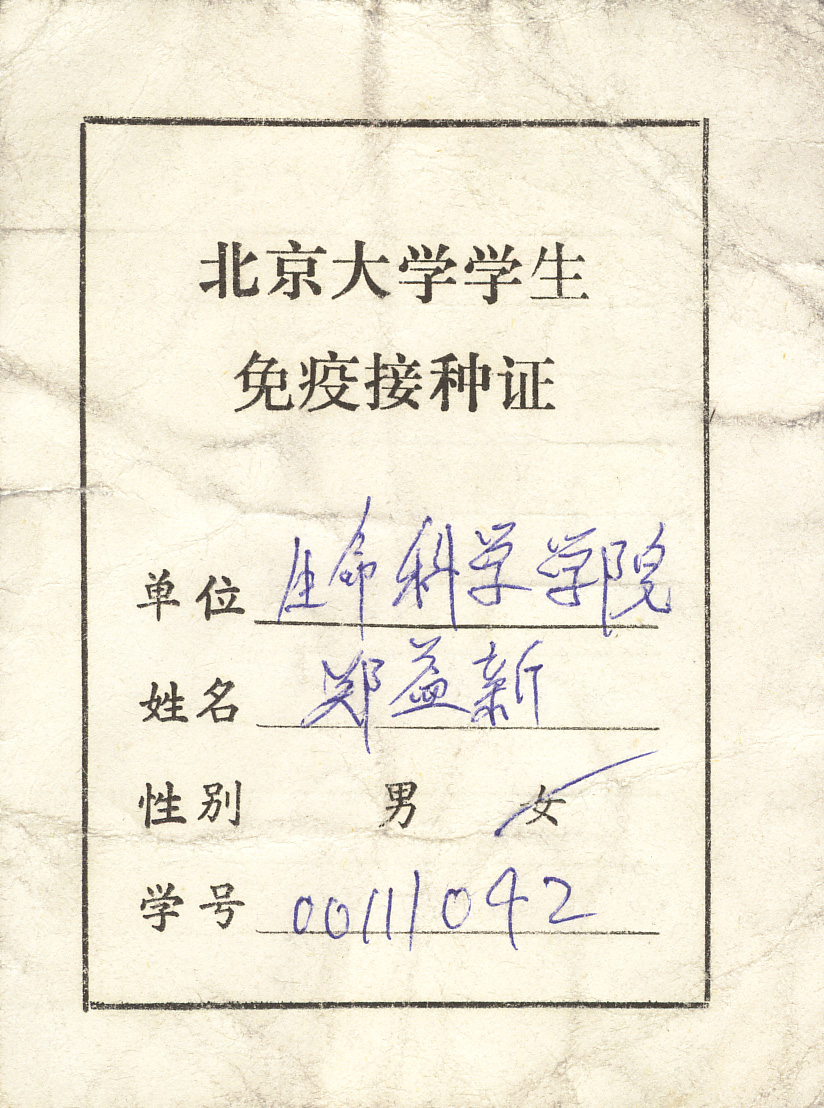 北京大学学生
免疫接种证
单位 生命科学学院
姓名 郑益新
性别 男 女
学号 00111042